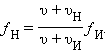 f_Н = (υ + υ_Н)/(υ + υ_И) f_И.